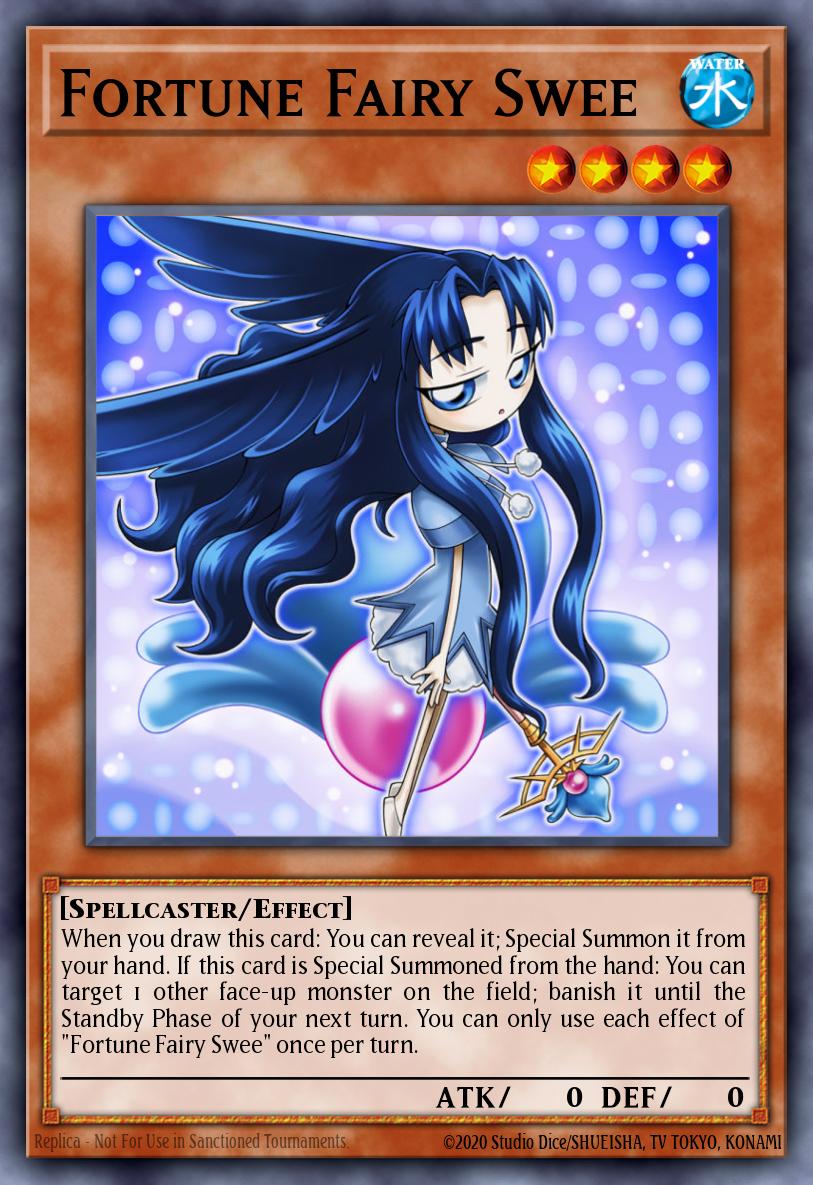 Fortune Fairy Swee
WATER
水
[Spellcaster/Effect]
When you draw this card: You can reveal it; Special Summon it from
your hand. If this card is Special Summoned from the hand: You can
target 1 other face-up monster on the field; banish it until the
Standby Phase of your next turn. You can only use each effect of
"Fortune Fairy Swee" once per turn.
ATK/ 0 DEF/ 0
Replica - Not For Use in Sanctioned Tournaments. ©2020 Studio Dice/SHUEISHA, TV TOKYO, KONAMI